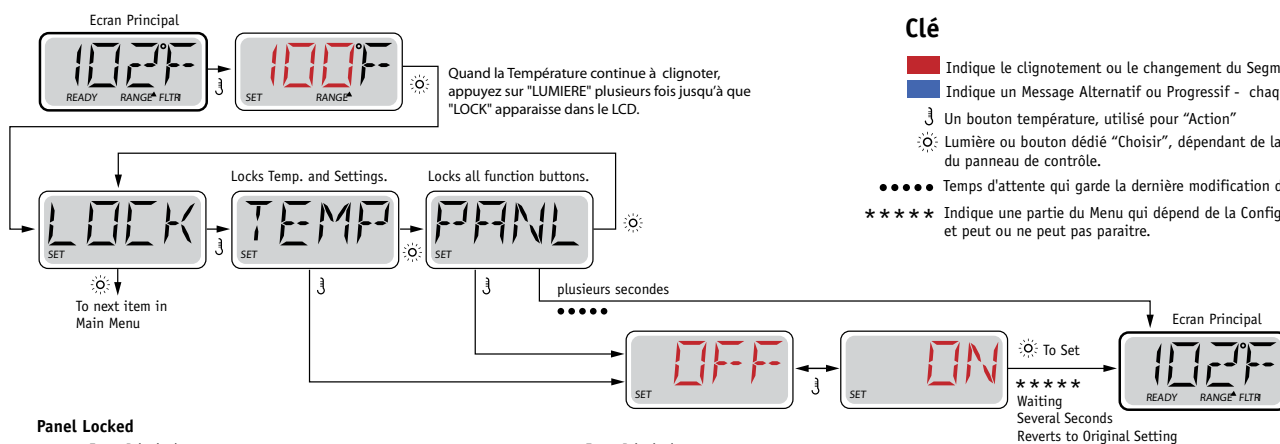 Ecran Principal
102°F
READY RANGE FLTR1
100°F
SET RANGE
Quand la Température continue à clignoter,
appuyez sur "LUMIERE" plusieurs fois jusqu'à que
"LOCK" apparaisse dans le LCD.
Clé
Indique le clignotement ou le changement du Segm
Indique un Message Alternatif ou Progressif - chaq
Un bouton température, utilisé pour “Action”
Lumière ou bouton dédié “Choisir”, dépendant de la
du panneau de contrôle.
••••• Temps d'attente qui garde la dernière modification d
***** Indique une partie du Menu qui dépend de la Config
et peut ou ne peut pas paraitre.
Locks Temp. and Settings.
Locks all function buttons.
LOCK
SET
TEMP
SET
PANL
SET
To next item in
Main Menu
plusieurs secondes
•••••
OFF
SET
ON
SET
To Set
*****
Waiting
Several Seconds
Reverts to Original Setting
Ecran Principal
102°F
READY RANGE FLTR
Panel Locked